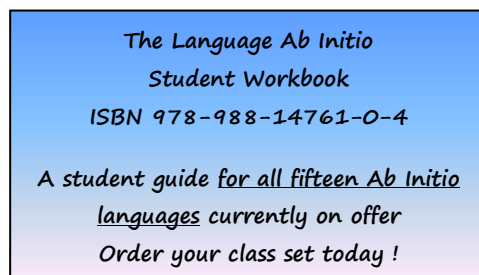 The Language Ab Initio
Student Workbook
ISBN 978-988-14761-0-4
A student guide for all fifteen Ab Initio
languages currently on offer
Order your class set today !